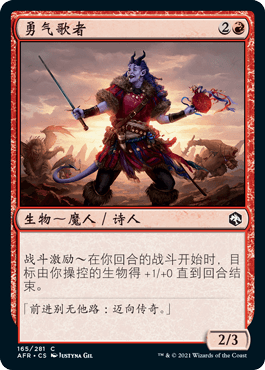 勇气歌者 2
生物～魔人／诗人
战斗激励～在你回合的战斗开始时，目
标由你操控的生物得 +1/+0 直到回合结
束。
「前进别无他路：迈向传奇。」
2/3
165/281 C
AFR • CS JUSTYNA GIL
™ & © 2021 Wizards of the Coast